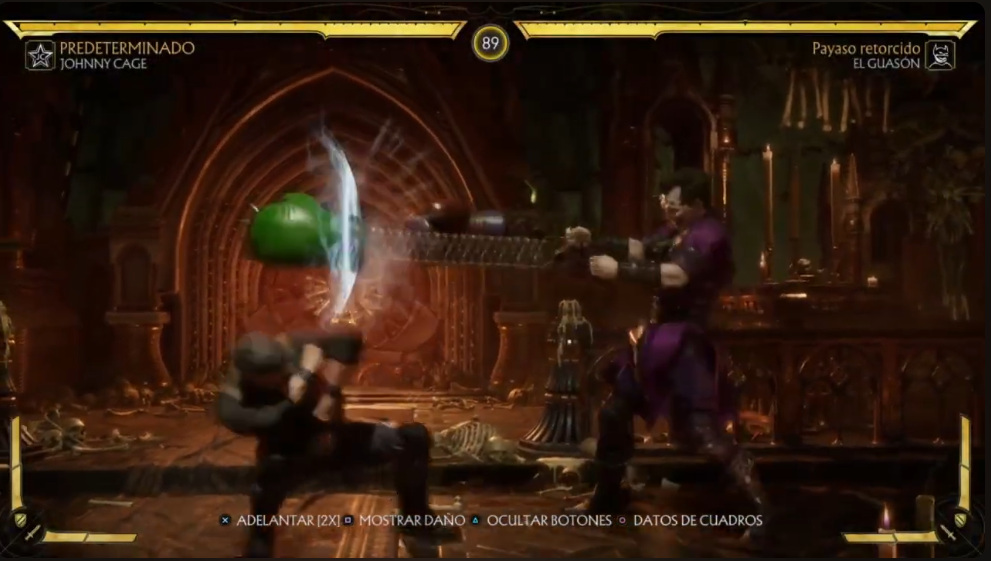 89
PREDETERMINADO
JOHNNY CAGE
Payaso retorcido
EL GUASÓN
ADELANTAR [2X] MOSTRAR DAÑO OCULTAR BOTONES DATOS DE CUADROS